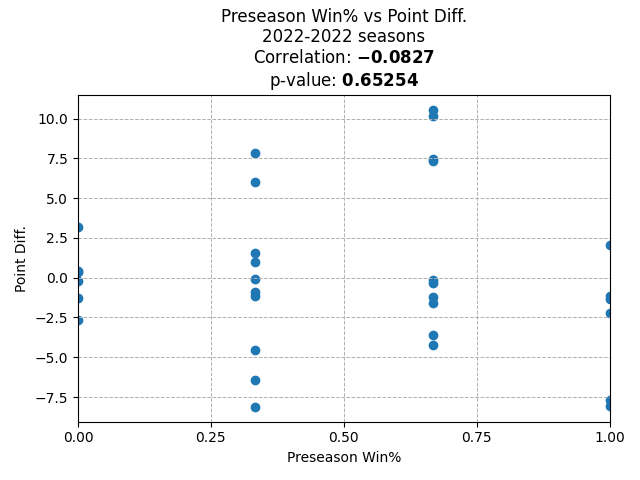 Preseason Win% vs Point Diff.
2022-2022 seasons
Correlation: −0.0827
p-value: 0.65254
10.0
7.5
5.0
2.5
0.0
−2.5
−5.0
−7.5
Point Diff.
0.00 0.25 0.50 0.75 1.00
Preseason Win%